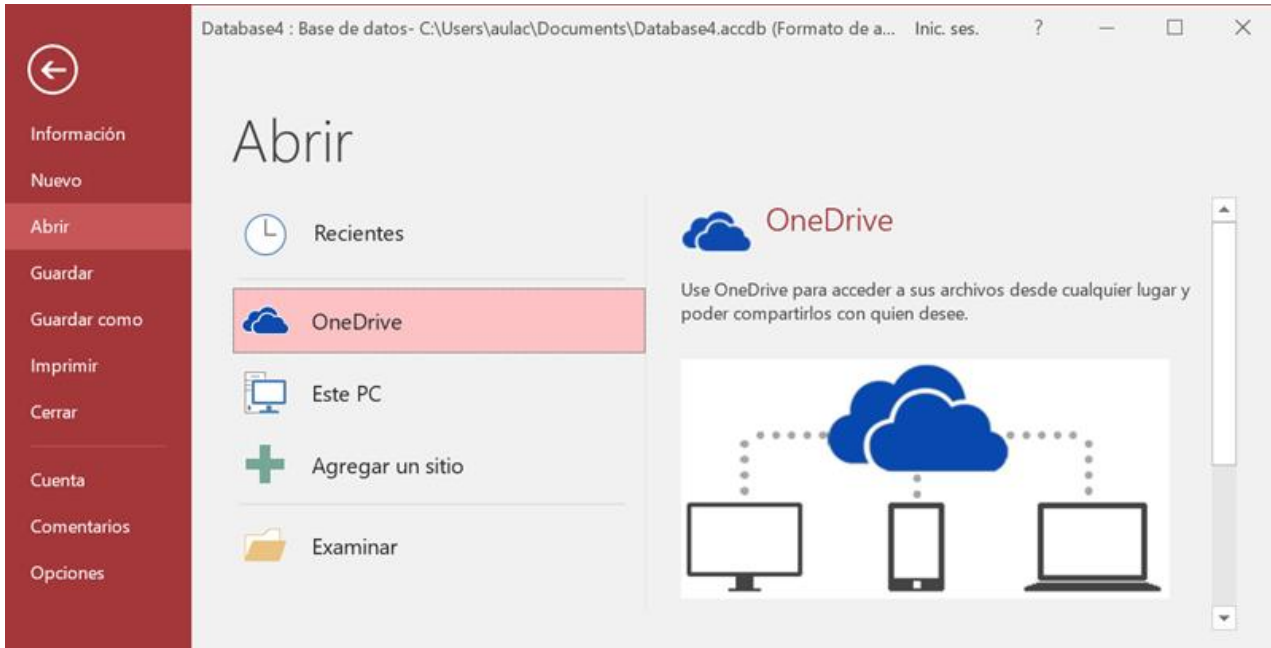 Database4 : Base de datos- C:\Users\aulac\Documents\Database4.accdb (Formato de a... Inic. ses. ?
Información
Nuevo
Abrir
Guardar
Guardar como
Imprimir
Cerrar
Cuenta
Comentarios
Opciones
Abrir
Recientes
OneDrive
Este PC
Agregar un sitio
Examinar
OneDrive
Use OneDrive para acceder a sus archivos desde cualquier lugar y
poder compartirlos con quien desee.